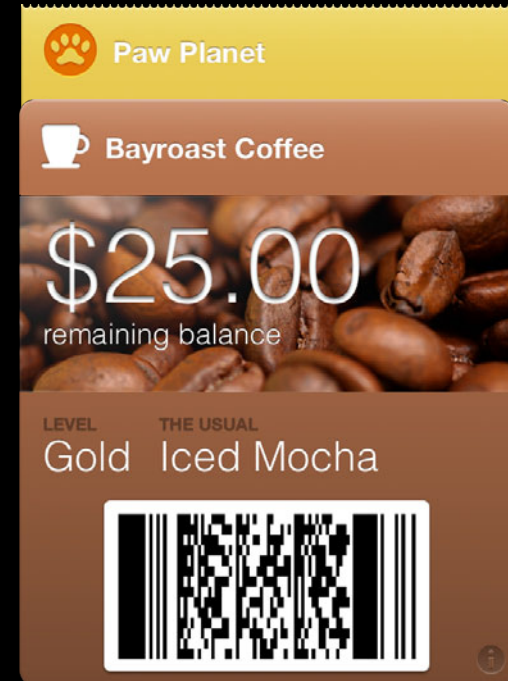 Paw Planet
Bayroast Coffee
$25.00
remaining balance
LEVEL THE USUAL
Gold Iced Mocha